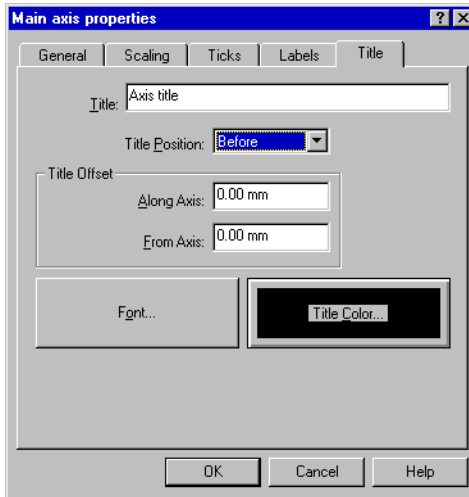 Main axis properties
General Scaling Ticks Labels Title
Title: Axis title
Title Position: Before
Title Offset
Along Axis: 0.00 mm
From Axis: 0.00 mm
Font... Title Color...
OK Cancel Help